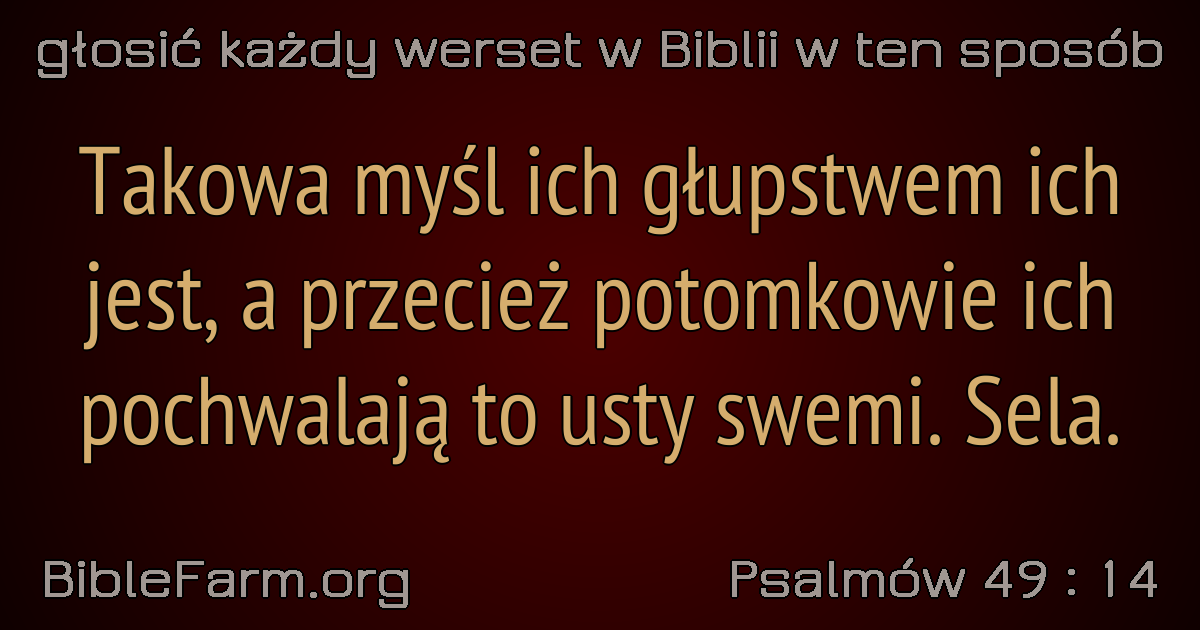 głosić każdy werset w Biblii w ten sposób
Takowa myśl ich głupstwem ich
jest, a przecież potomkowie ich
pochwalają to usty swemi. Sela.
BibleFarm.org
Psalmów 49 : 14